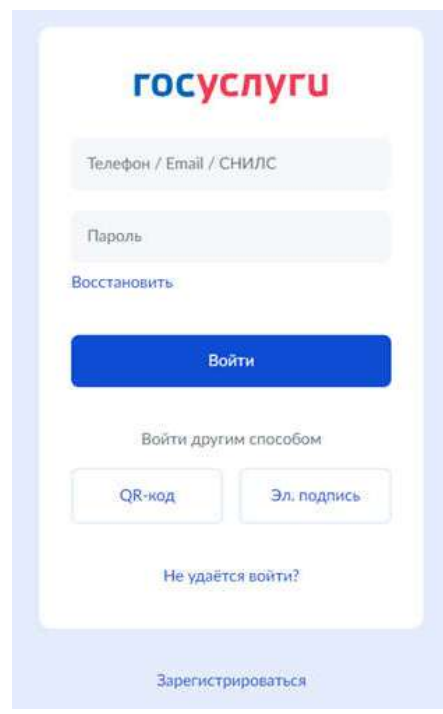 госуслуги
Телефон / Email / СНИЛС
Пароль
Восстановить
Войти
Войти другим способом
QR-код Эл. подпись
Не удаётся войти?
Зарегистрироваться